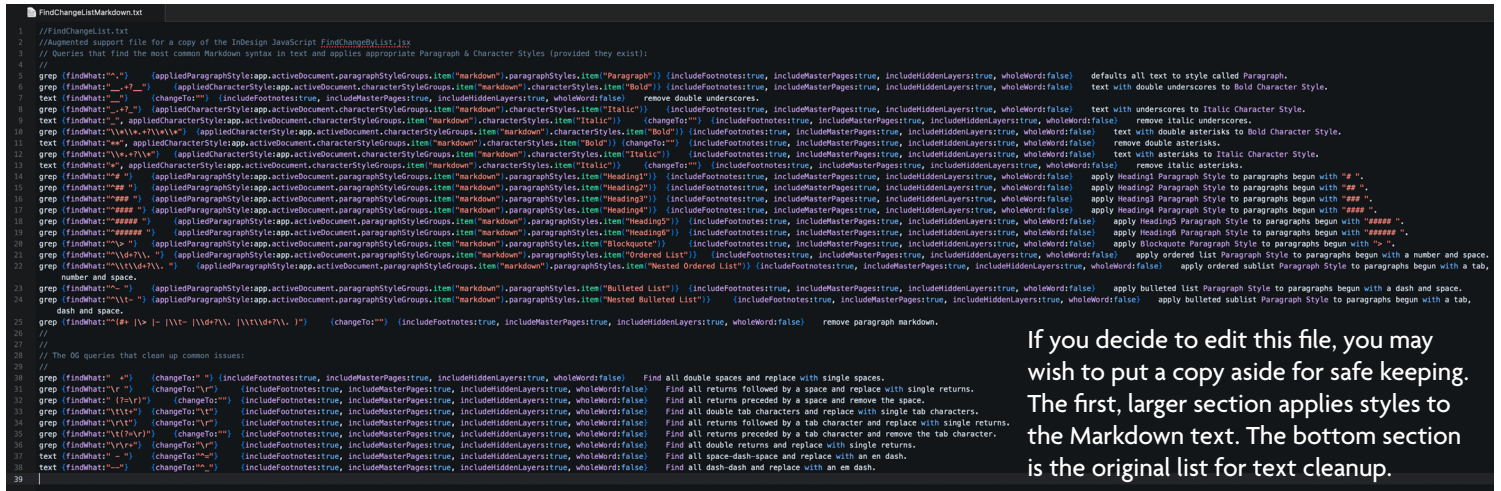 FindChangeListMarkdown.txt
1 //FindChangeList.txt
2 //Augmented support file for a copy of the InDesign JavaScript FindChangeByList.jsx
3 // Queries that find the most common Markdown syntax in text and applies appropriate Paragraph & Character Styles (provided they exist):
4 //
5 grep {findWhat:"^."} {appliedParagraphStyle:app.activeDocument.paragraphStyleGroups.item("markdown").paragraphStyles.item("Paragraph")} {includeFootnotes:true, includeMasterPages:true, includeHiddenLayers:true, wholeWord:false} defaults all text to style called Paragraph.
6 grep {findWhat:"__.+?__"} {appliedCharacterStyle:app.activeDocument.characterStyleGroups.item("markdown").characterStyles.item("Bold")} {includeFootnotes:true, includeMasterPages:true, includeHiddenLayers:true, wholeWord:false} text with double underscores to Bold Character Style.
7 text {findWhat:"__"} {changeTo:""} {includeFootnotes:true, includeMasterPages:true, includeHiddenLayers:true, wholeWord:false} remove double underscores.
8 grep {findWhat:"_.+?_"} {appliedCharacterStyle:app.activeDocument.characterStyleGroups.item("markdown").characterStyles.item("Italic")} {includeFootnotes:true, includeMasterPages:true, includeHiddenLayers:true, wholeWord:false} text with underscores to Italic Character Style.
9 text {findWhat:"_", appliedCharacterStyle:app.activeDocument.characterStyleGroups.item("markdown").characterStyles.item("Italic")} {changeTo:""} {includeFootnotes:true, includeMasterPages:true, includeHiddenLayers:true, wholeWord:false} remove italic underscores.
10 grep {findWhat:"\\*\\*.+?\\*\\*"} {appliedCharacterStyle:app.activeDocument.characterStyleGroups.item("markdown").characterStyles.item("Bold")} {includeFootnotes:true, includeMasterPages:true, includeHiddenLayers:true, wholeWord:false} text with double asterisks to Bold Character Style.
11 text {findWhat:"**", appliedCharacterStyle:app.activeDocument.characterStyleGroups.item("markdown").characterStyles.item("Bold")} {changeTo:""} {includeFootnotes:true, includeMasterPages:true, includeHiddenLayers:true, wholeWord:false} remove double asterisks.
12 grep {findWhat:"\\*.+?\\*"} {appliedCharacterStyle:app.activeDocument.characterStyleGroups.item("markdown").characterStyles.item("Italic")} {includeFootnotes:true, includeMasterPages:true, includeHiddenLayers:true, wholeWord:false} text with asterisks to Italic Character Style.
13 text {findWhat:"*", appliedCharacterStyle:app.activeDocument.characterStyleGroups.item("markdown").characterStyles.item("Italic")} {changeTo:""} {includeFootnotes:true, includeMasterPages:true, includeHiddenLayers:true, wholeWord:false} remove italic asterisks.
14 grep {findWhat:"^# "} {appliedParagraphStyle:app.activeDocument.paragraphStyleGroups.item("markdown").paragraphStyles.item("Heading1")} {includeFootnotes:true, includeMasterPages:true, includeHiddenLayers:true, wholeWord:false} apply Heading1 Paragraph Style to paragraphs begun with "# ".
15 grep {findWhat:"^## "} {appliedParagraphStyle:app.activeDocument.paragraphStyleGroups.item("markdown").paragraphStyles.item("Heading2")} {includeFootnotes:true, includeMasterPages:true, includeHiddenLayers:true, wholeWord:false} apply Heading2 Paragraph Style to paragraphs begun with "## ".
16 grep {findWhat:"^### "} {appliedParagraphStyle:app.activeDocument.paragraphStyleGroups.item("markdown").paragraphStyles.item("Heading3")} {includeFootnotes:true, includeMasterPages:true, includeHiddenLayers:true, wholeWord:false} apply Heading3 Paragraph Style to paragraphs begun with "### ".
17 grep {findWhat:"^#### "} {appliedParagraphStyle:app.activeDocument.paragraphStyleGroups.item("markdown").paragraphStyles.item("Heading4")} {includeFootnotes:true, includeMasterPages:true, includeHiddenLayers:true, wholeWord:false} apply Heading4 Paragraph Style to paragraphs begun with "#### ".
18 grep {findWhat:"^##### "} {appliedParagraphStyle:app.activeDocument.paragraphStyleGroups.item("markdown").paragraphStyles.item("Heading5")} {includeFootnotes:true, includeMasterPages:true, includeHiddenLayers:true, wholeWord:false} apply Heading5 Paragraph Style to paragraphs begun with "##### ".
19 grep {findWhat:"^###### "} {appliedParagraphStyle:app.activeDocument.paragraphStyleGroups.item("markdown").paragraphStyles.item("Heading6")} {includeFootnotes:true, includeMasterPages:true, includeHiddenLayers:true, wholeWord:false} apply Heading6 Paragraph Style to paragraphs begun with "###### ".
20 grep {findWhat:"^\> "} {appliedParagraphStyle:app.activeDocument.paragraphStyleGroups.item("markdown").paragraphStyles.item("Blockquote")} {includeFootnotes:true, includeMasterPages:true, includeHiddenLayers:true, wholeWord:false} apply Blockquote Paragraph Style to paragraphs begun with "> ".
21 grep {findWhat:"^\\d+?\\. "} {appliedParagraphStyle:app.activeDocument.paragraphStyleGroups.item("markdown").paragraphStyles.item("Ordered List")} {includeFootnotes:true, includeMasterPages:true, includeHiddenLayers:true, wholeWord:false} apply ordered list Paragraph Style to paragraphs begun with a number and space.
22 grep {findWhat:"^\\t\\d+?\\. "} {appliedParagraphStyle:app.activeDocument.paragraphStyleGroups.item("markdown").paragraphStyles.item("Nested Ordered List")} {includeFootnotes:true, includeMasterPages:true, includeHiddenLayers:true, wholeWord:false} apply ordered sublist Paragraph Style to paragraphs begun with a tab,
number and space.
23 grep {findWhat:"^- "} {appliedParagraphStyle:app.activeDocument.paragraphStyleGroups.item("markdown").paragraphStyles.item("Bulleted List")} {includeFootnotes:true, includeMasterPages:true, includeHiddenLayers:true, wholeWord:false} apply bulleted list Paragraph Style to paragraphs begun with a dash and space.
24 grep {findWhat:"^\\t- "} {appliedParagraphStyle:app.activeDocument.paragraphStyleGroups.item("markdown").paragraphStyles.item("Nested Bulleted List")} {includeFootnotes:true, includeMasterPages:true, includeHiddenLayers:true, wholeWord:false} apply bulleted sublist Paragraph Style to paragraphs begun with a tab,
dash and space.
25 grep {findWhat:"^(#+ |\> |- |\\t- |\\d+?\\. |\\t\\d+?\\. )"} {changeTo:""} {includeFootnotes:true, includeMasterPages:true, includeHiddenLayers:true, wholeWord:false} remove paragraph markdown.
26 //
27 //
28 // The OG queries that clean up common issues:
29 //
30 grep {findWhat:"  +"} {changeTo:" "} {includeFootnotes:true, includeMasterPages:true, includeHiddenLayers:true, wholeWord:false} Find all double spaces and replace with single spaces.
31 grep {findWhat:"\r "} {changeTo:"\r"} {includeFootnotes:true, includeMasterPages:true, includeHiddenLayers:true, wholeWord:false} Find all returns followed by a space and replace with single returns.
32 grep {findWhat:" (?=\r)"} {changeTo:""} {includeFootnotes:true, includeMasterPages:true, includeHiddenLayers:true, wholeWord:false} Find all returns preceded by a space and remove the space.
33 grep {findWhat:"\t\t+"} {changeTo:"\t"} {includeFootnotes:true, includeMasterPages:true, includeHiddenLayers:true, wholeWord:false} Find all double tab characters and replace with single tab characters.
34 grep {findWhat:"\r\t"} {changeTo:"\r"} {includeFootnotes:true, includeMasterPages:true, includeHiddenLayers:true, wholeWord:false} Find all returns followed by a tab character and replace with single returns.
35 grep {findWhat:"\t(?=\r)"} {changeTo:""} {includeFootnotes:true, includeMasterPages:true, includeHiddenLayers:true, wholeWord:false} Find all returns preceded by a tab character and remove the tab character.
36 grep {findWhat:"\r\r+"} {changeTo:"\r"} {includeFootnotes:true, includeMasterPages:true, includeHiddenLayers:true, wholeWord:false} Find all double returns and replace with single returns.
37 text {findWhat:" - "} {changeTo:"^="} {includeFootnotes:true, includeMasterPages:true, includeHiddenLayers:true, wholeWord:false} Find all space-dash-space and replace with an en dash.
38 text {findWhat:"--"} {changeTo:"^_"} {includeFootnotes:true, includeMasterPages:true, includeHiddenLayers:true, wholeWord:false} Find all dash-dash and replace with an em dash.
39
If you decide to edit this file, you may
wish to put a copy aside for safe keeping.
The first, larger section applies styles to
the Markdown text. The bottom section
is the original list for text cleanup.